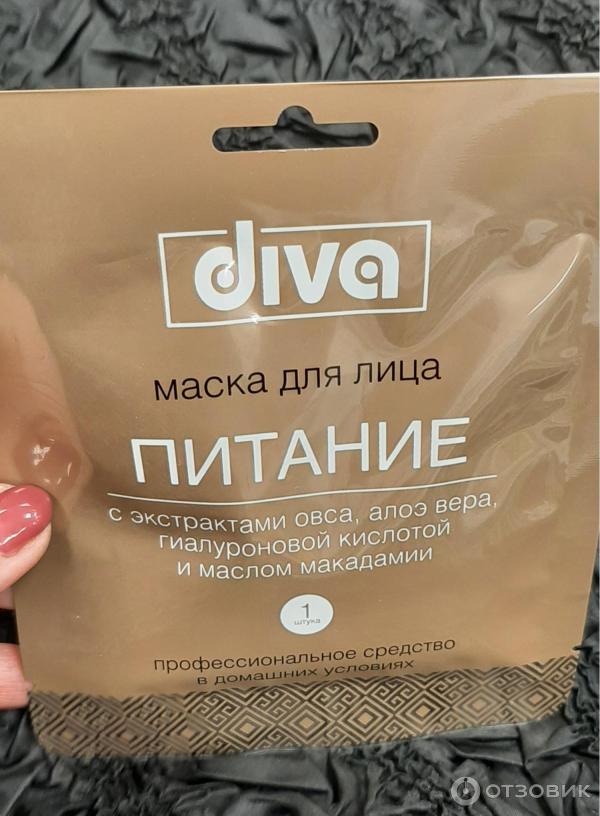 diva
маска для лица
ПИТАНИЕ
с экстрактами овса, алоэ вера,
гиалуроновой кислотой
и маслом макадамии
1
штука
профессиональное средство
в домашних условиях
ОТЗОВИК